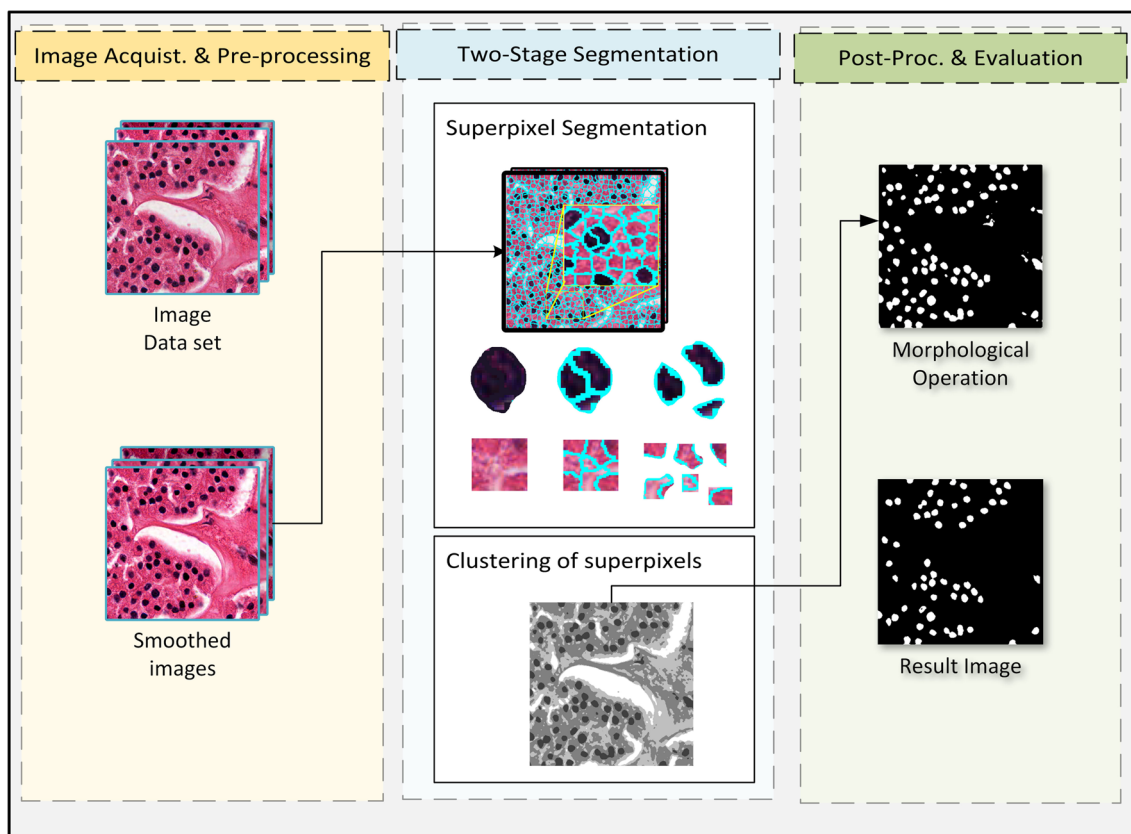 Image Acquist. & Pre-processing
Image
Data set
Smoothed
images
Two-Stage Segmentation
Superpixel Segmentation
Clustering of superpixels
Post-Proc. & Evaluation
Morphological
Operation
Result Image